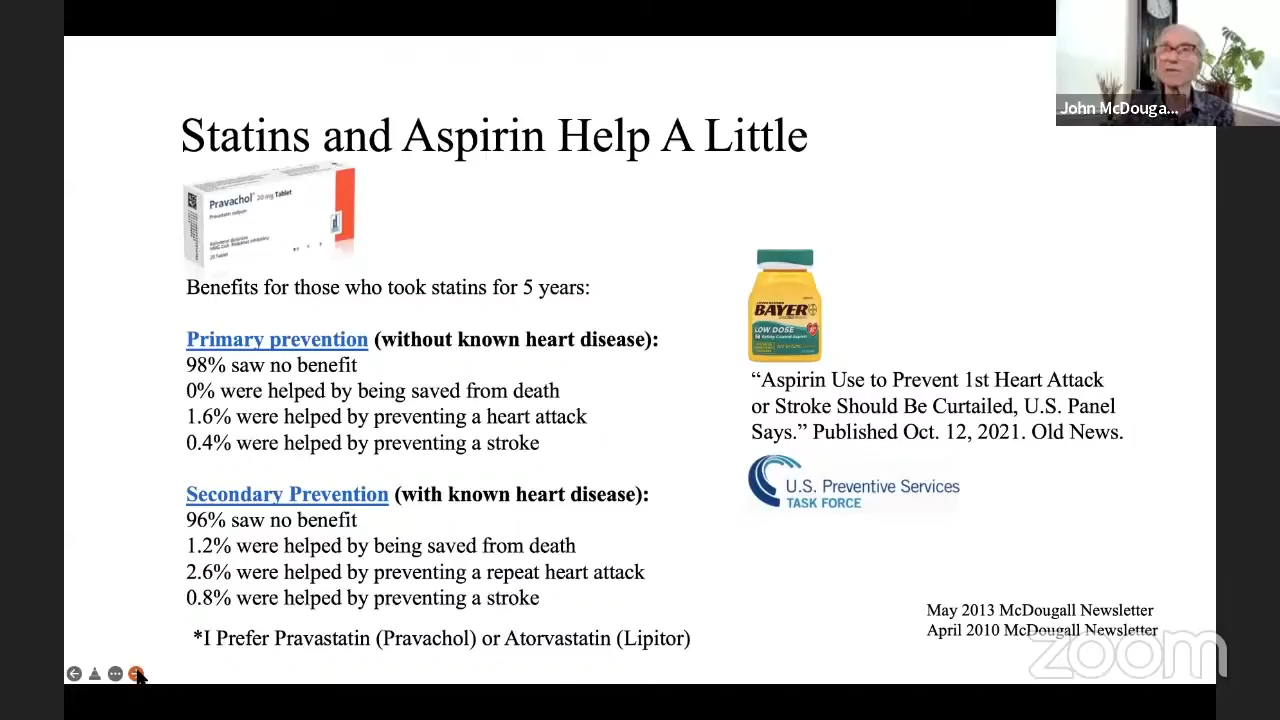 John McDouga...
Statins and Aspirin Help A Little
Pravachol 20 mg Tablet
20 Tablet
Benefits for those who took statins for 5 years:
Primary prevention (without known heart disease):
98% saw no benefit
0% were helped by being saved from death
1.6% were helped by preventing a heart attack
0.4% were helped by preventing a stroke
Secondary Prevention (with known heart disease):
96% saw no benefit
1.2% were helped by being saved from death
2.6% were helped by preventing a repeat heart attack
0.8% were helped by preventing a stroke
*I Prefer Pravastatin (Pravachol) or Atorvastatin (Lipitor)
BAYER
LOW DOSE
“Aspirin Use to Prevent 1st Heart Attack
or Stroke Should Be Curtailed, U.S. Panel
Says.” Published Oct. 12, 2021. Old News.
U.S. Preventive Services
TASK FORCE
May 2013 McDougall Newsletter
April 2010 McDougall Newsletter
zoom